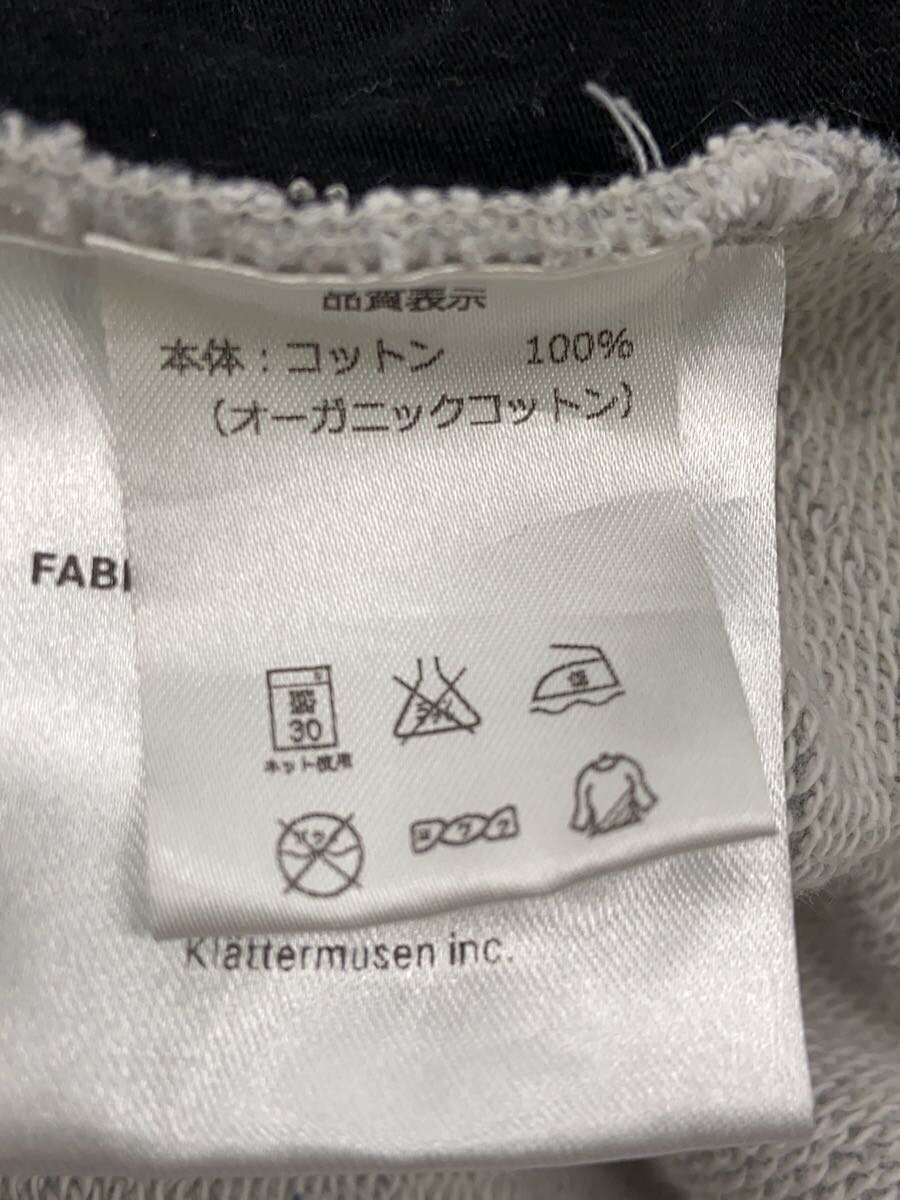 品質表示
本体：コットン 100%
（オーガニックコットン）
FABI
30
低
ネット使用
Klättermusen inc.